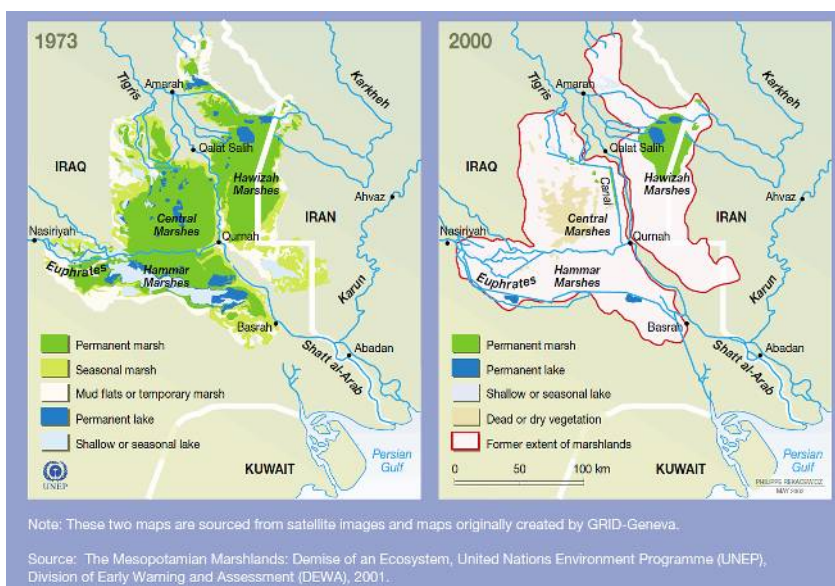 1973
Tigris
Karkheh
Amarah
Qalat Salih
IRAQ
Hawizah
Marshes
Ahvaz
IRAN
Central
Marshes
Nasiriyah
Qurnah
Euphrates
Hammar
Marshes
Karun
Basrah
Shatt al-Arab
Abadan
Permanent marsh
Seasonal marsh
Mud flats or temporary marsh
Permanent lake
Shallow or seasonal lake
UNEP
KUWAIT
Persian
Gulf
2000
Tigris
Karkheh
Amarah
Qalat Salih
IRAQ
Hawizah
Marshes
Canal
Ahvaz
IRAN
Central
Marshes
Nasiriyah
Qurnah
Euphrates
Hammar
Marshes
Karun
Basrah
Shatt al-Arab
Abadan
Permanent marsh
Permanent lake
Shallow or seasonal lake
Dead or dry vegetation
Former extent of marshlands
0 50 100 km
KUWAIT
Persian
Gulf
PHILIPPE REKACEWICZ
Note: These two maps are sourced from satellite images and maps originally created by GRID-Geneva.
Source: The Mesopotamian Marshlands: Demise of an Ecosystem, United Nations Environment Programme (UNEP),
Division of Early Warning and Assessment (DEWA), 2001.